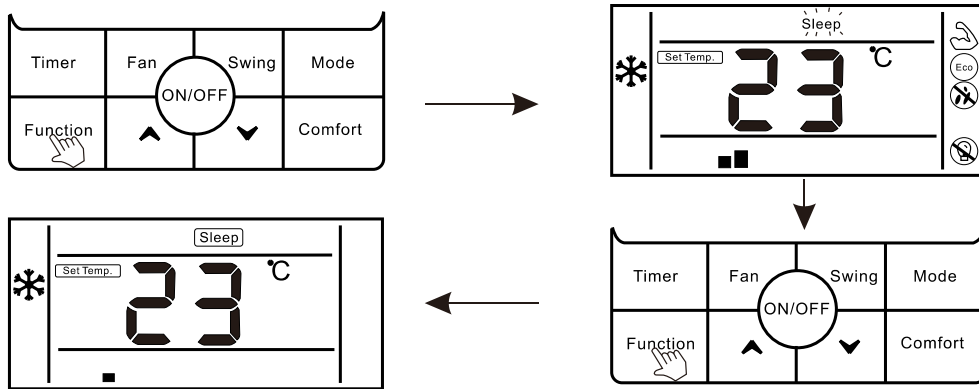 Timer Fan Swing Mode
ON/OFF
Function Comfort
Sleep
Set Temp. 23 °C
Eco
Timer Fan Swing Mode
ON/OFF
Function Comfort
Sleep
Set Temp. 23 °C